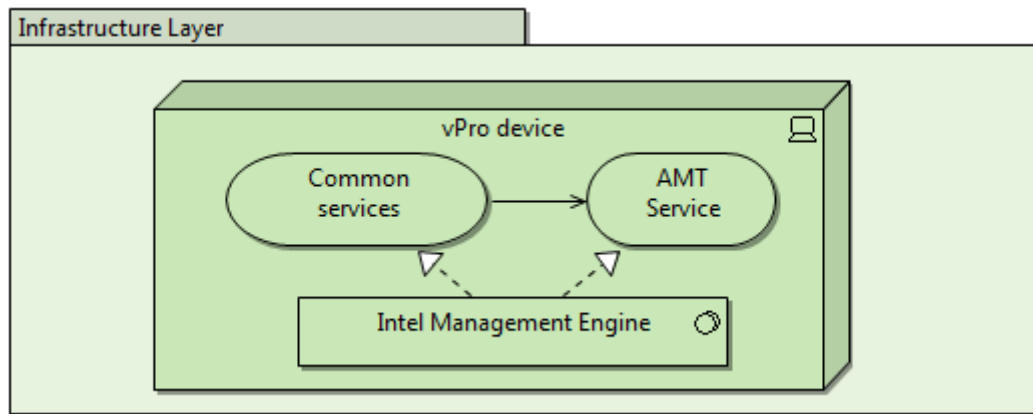 Infrastructure Layer
vPro device
Common
services
AMT
Service
Intel Management Engine